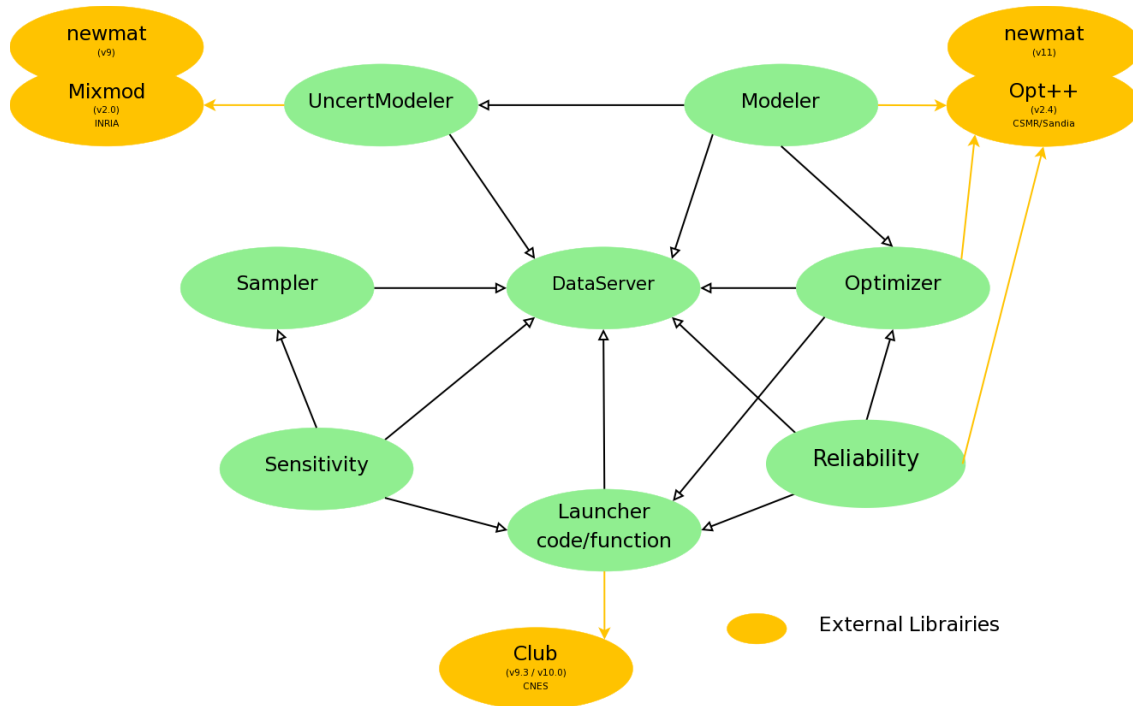 newmat
(v9)
Mixmod
(v2.0)
INRIA
UncertModeler
Modeler
newmat
(v11)
Opt++
(v2.4)
CSMR/Sandia
Sampler
DataServer
Optimizer
Sensitivity
Reliability
Launcher
code/function
Club
(v9.3 / v10.0)
CNES
External Librairies